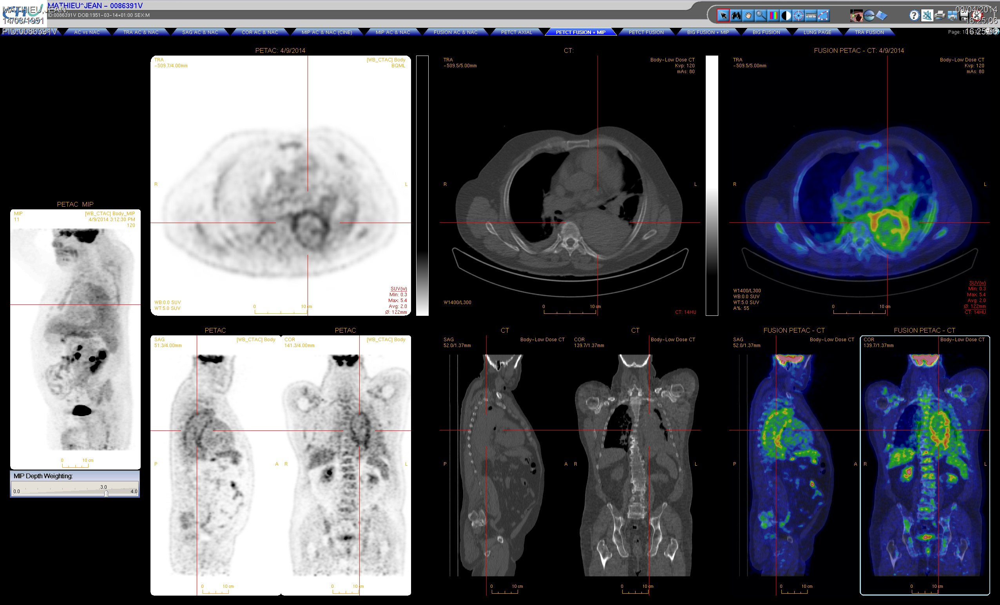 MATHIEU^JEAN - 0086391V
MATHIEU,JEAN,
ID:0086391V DOB:1951-03-14+01:00 SEX:M
14/03/1951
PID:0086391V
09/04/2014
16:25:06
16:25:06
AC vs NAC
TRA AC & NAC
SAG AC & NAC
COR AC & NAC
MIP AC & NAC (CINE)
MIP AC & NAC
FUSION AC & NAC
PETCT AXIAL
PETCT FUSION + MIP
PETCT FUSION
BIG FUSION + MIP
BIG FUSION
LUNG PAGE
TRA FUSION
Page:
PETAC: 4/9/2014
TRA
-509.7/4.00mm
[WB_CTAC] Body
BQML
R
L
WB:0.0 SUV
WT:5.0 SUV
0
10 cm
SUV(w)
Min: 0.3
Max: 5.4
Avg: 2.0
Ø: 122mm
CT:
TRA
-509.5/5.00mm
Body-Low Dose CT
Kvp: 120
mAs: 80
R
L
W1400/L300
0
10 cm
CT: 14HU
FUSION PETAC - CT: 4/9/2014
TRA
-509.5/5.00mm
Body-Low Dose CT
Kvp: 120
mAs: 80
R
L
W1400/L300
WB:0.0 SUV
WT:5.0 SUV
A%: 55
0
10 cm
SUV(w)
Min: 0.3
Max: 5.4
Avg: 2.0
Ø: 122mm
CT: 14HU
PETAC MIP
MIP
11
[WB_CTAC] Body_MIP
4/9/2014 3:12:30 PM
120
0
10 cm
MIP Depth Weighting:
0.0
3.0
4.0
PETAC
SAG
51.3/4.00mm
[WB_CTAC] Body
P
A
0
10 cm
PETAC
COR
141.3/4.00mm
[WB_CTAC] Body
R
L
0
10 cm
CT
SAG
52.0/1.37mm
Body-Low Dose CT
P
A
0
10 cm
CT
COR
139.7/1.37mm
Body-Low Dose CT
R
L
0
10 cm
FUSION PETAC - CT
SAG
52.0/1.37mm
Body-Low Dose CT
P
A
0
10 cm
FUSION PETAC - CT
COR
139.7/1.37mm
Body-Low Dose CT
R
L
0
10 cm